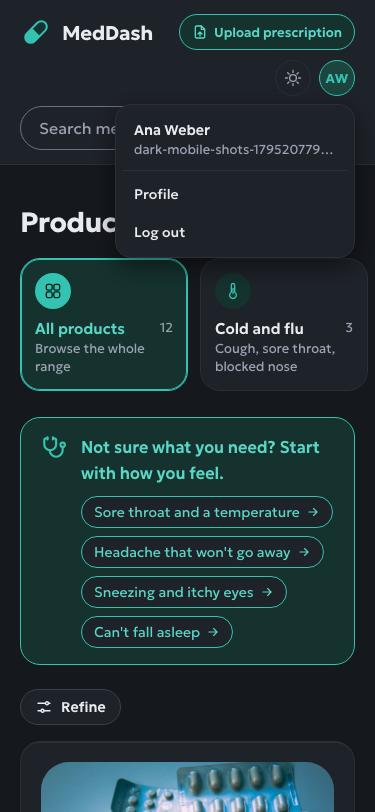 MedDash
Upload prescription
AW
Search me
Ana Weber
dark-mobile-shots-179520779...
Profile
Log out
Produc
All products 12
Browse the whole
range
Cold and flu 3
Cough, sore throat,
blocked nose
Not sure what you need? Start
with how you feel.
Sore throat and a temperature →
Headache that won't go away →
Sneezing and itchy eyes →
Can't fall asleep →
Refine